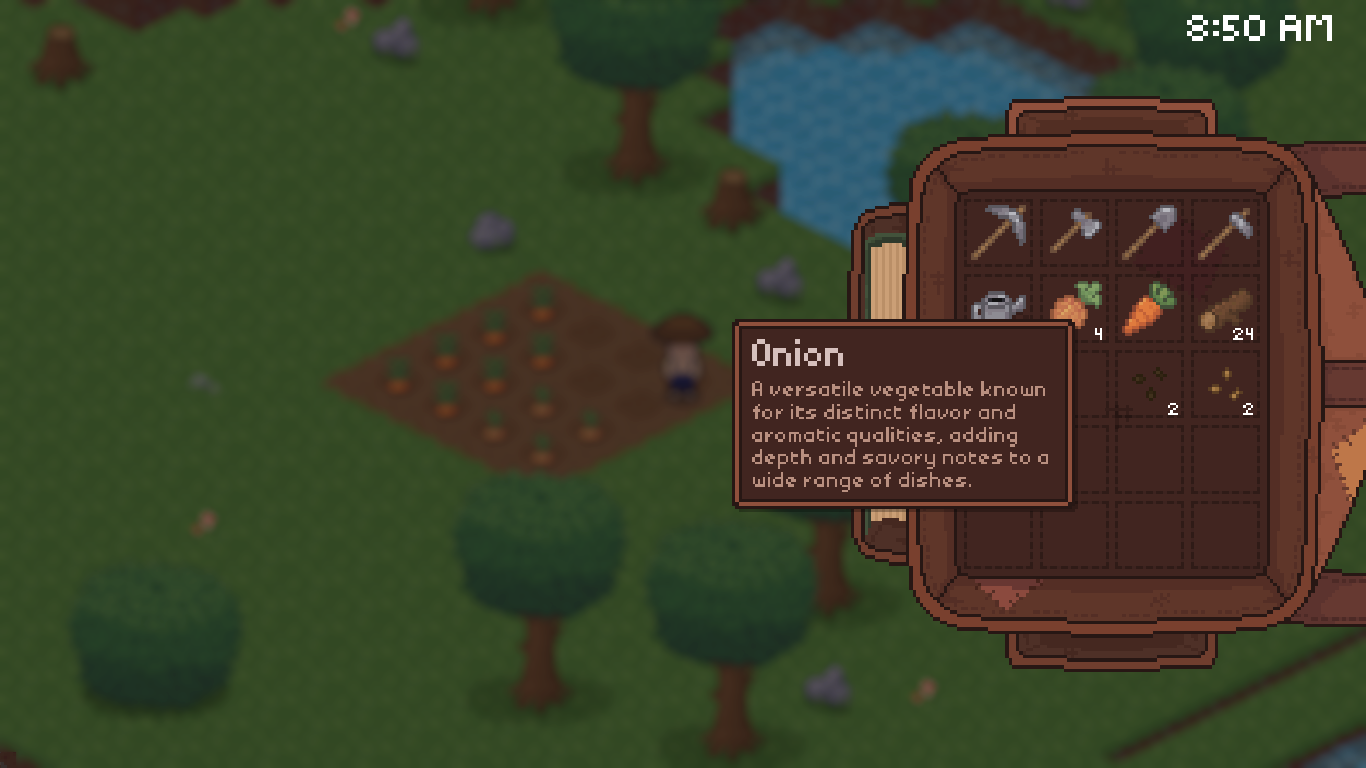 8:50 AM
4
24
Onion
A versatile vegetable known
for its distinct flavor and
aromatic qualities, adding
depth and savory notes to a
wide range of dishes.
2
2